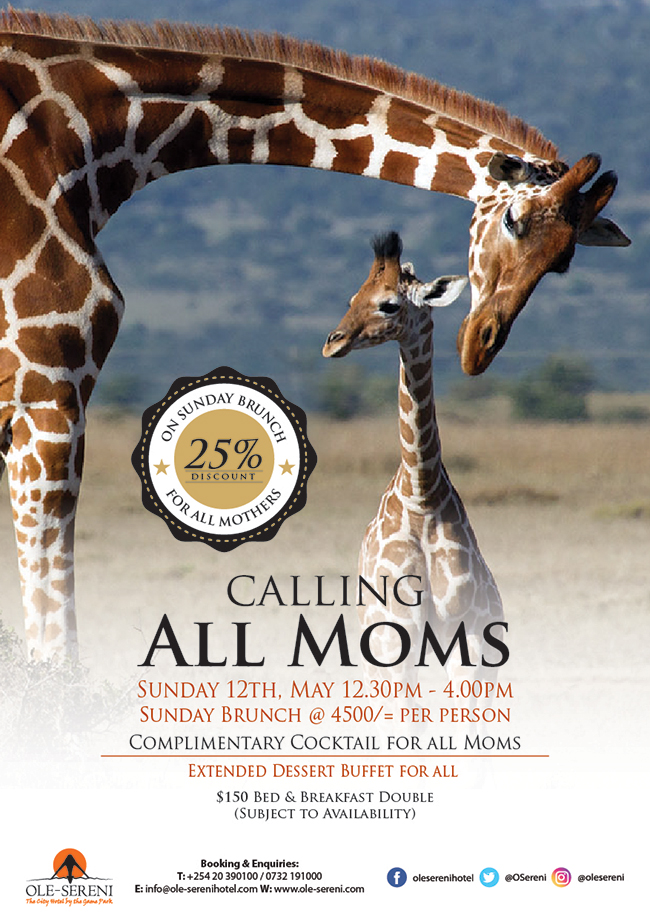 ON SUNDAY BRUNCH
25%
DISCOUNT
FOR ALL MOTHERS
CALLING
ALL MOMS
SUNDAY 12TH, MAY 12.30PM - 4.00PM
SUNDAY BRUNCH @ 4500/= PER PERSON
COMPLIMENTARY COCKTAIL FOR ALL MOMS
EXTENDED DESSERT BUFFET FOR ALL
$150 BED & BREAKFAST DOUBLE
(SUBJECT TO AVAILABILITY)
OLE-SERENI
The City Hotel by the Game Park
Booking & Enquiries:
T: +254 20 390100 / 0732 191000
E: info@ole-serenihotel.com W: www.ole-sereni.com
oleserenihotel
@OSereni
@olesereni